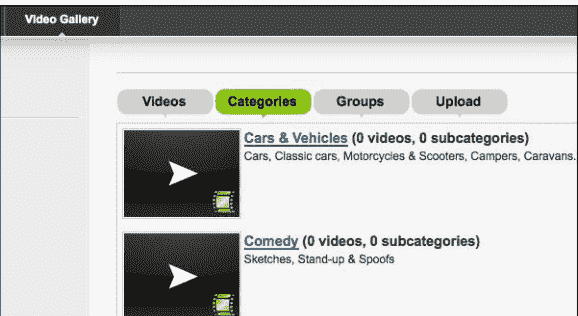 Video Gallery
Videos Categories Groups Upload
Cars & Vehicles (0 videos, 0 subcategories)
Cars, Classic cars, Motorcycles & Scooters, Campers, Caravans.
Comedy (0 videos, 0 subcategories)
Sketches, Stand-up & Spoofs